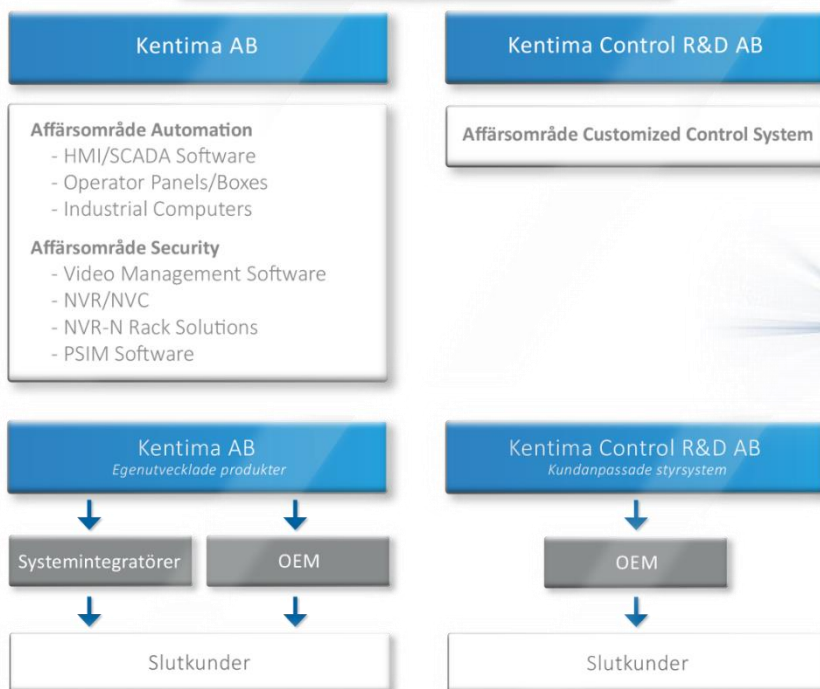 Kentima AB
Affärsområde Automation
- HMI/SCADA Software
- Operator Panels/Boxes
- Industrial Computers
Affärsområde Security
- Video Management Software
- NVR/NVC
- NVR-N Rack Solutions
- PSIM Software
Kentima Control R&D AB
Affärsområde Customized Control System
Kentima AB
Egenutvecklade produkter
Systemintegratörer
OEM
Slutkunder
Kentima Control R&D AB
Kundanpassade styrsystem
OEM
Slutkunder